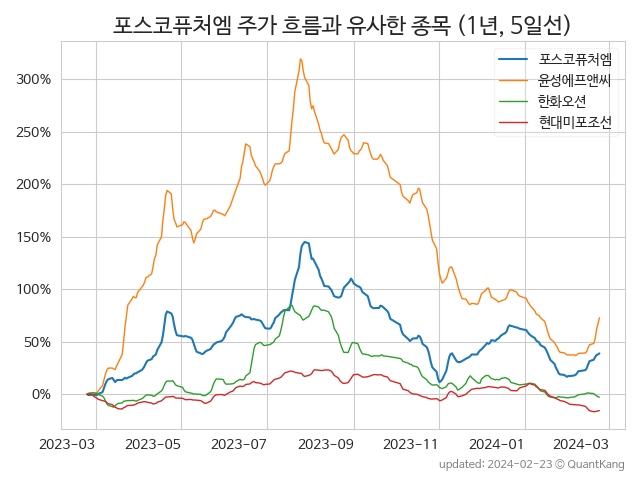 포스코퓨처엠 주가 흐름과 유사한 종목 (1년, 5일선)
포스코퓨처엠
윤성에프앤씨
한화오션
현대미포조선
300%
250%
200%
150%
100%
50%
0%
2023-03 2023-05 2023-07 2023-09 2023-11 2024-01 2024-03
updated: 2024-02-23 © QuantKang